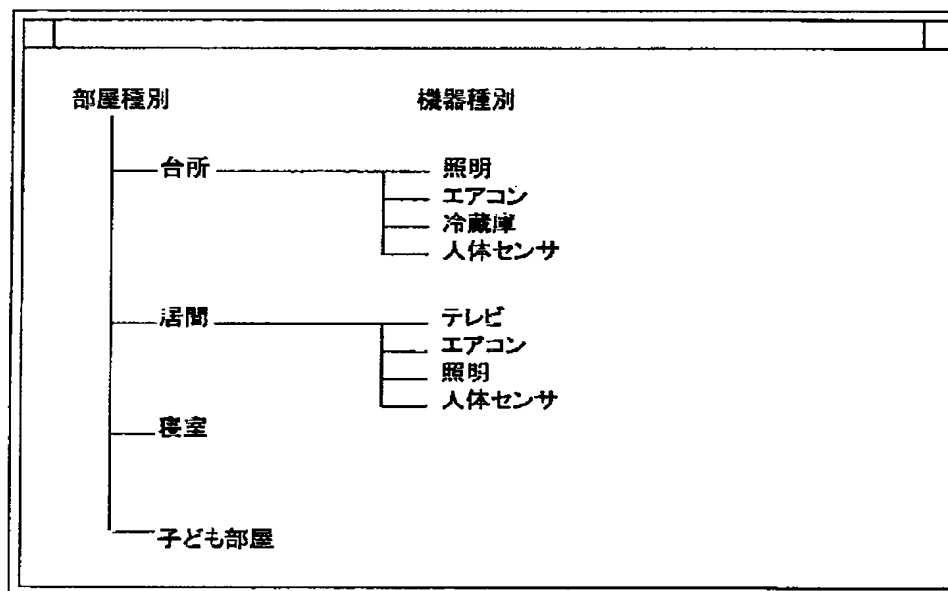 部屋種別 機器種別
台所 照明
エアコン
冷蔵庫
人体センサ
居間 テレビ
エアコン
照明
人体センサ
寝室
子ども部屋